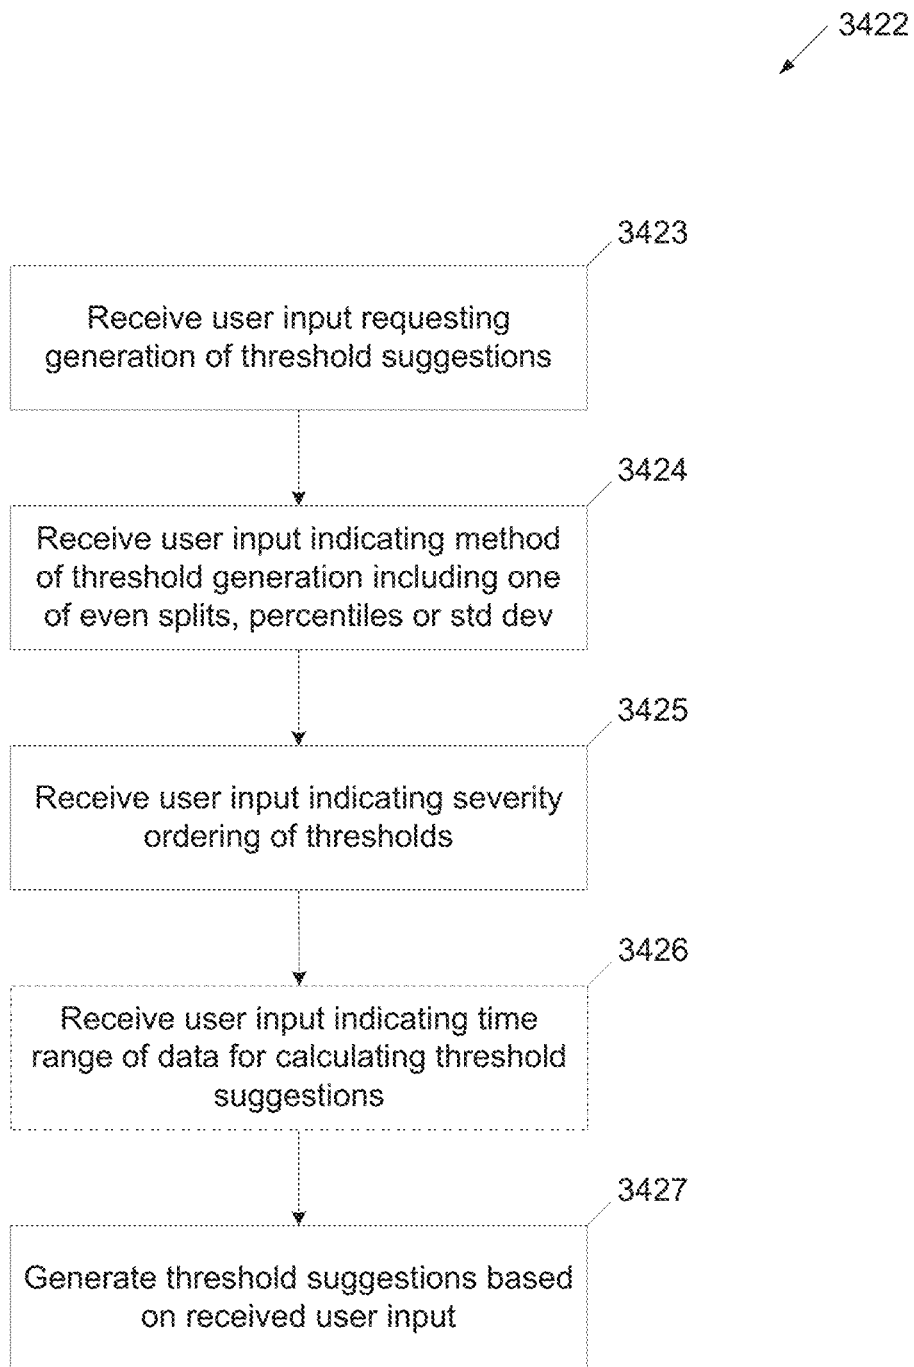 3422
3423
Receive user input requesting
generation of threshold suggestions
3424
Receive user input indicating method
of threshold generation including one
of even splits, percentiles or std dev
3425
Receive user input indicating severity
ordering of thresholds
3426
Receive user input indicating time
range of data for calculating threshold
suggestions
3427
Generate threshold suggestions based
on received user input